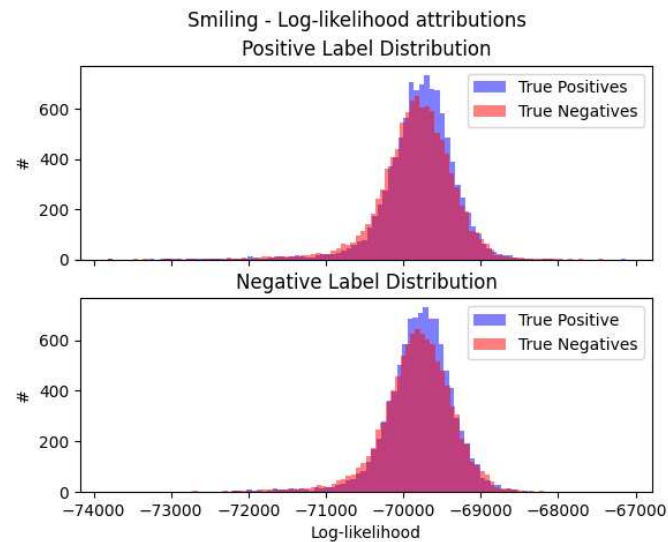 Smiling - Log-likelihood attributions
Positive Label Distribution
True Positives
True Negatives
600
400
200
0
#
Negative Label Distribution
True Positive
True Negatives
600
400
200
0
#
−74000 −73000 −72000 −71000 −70000 −69000 −68000 −67000
Log-likelihood